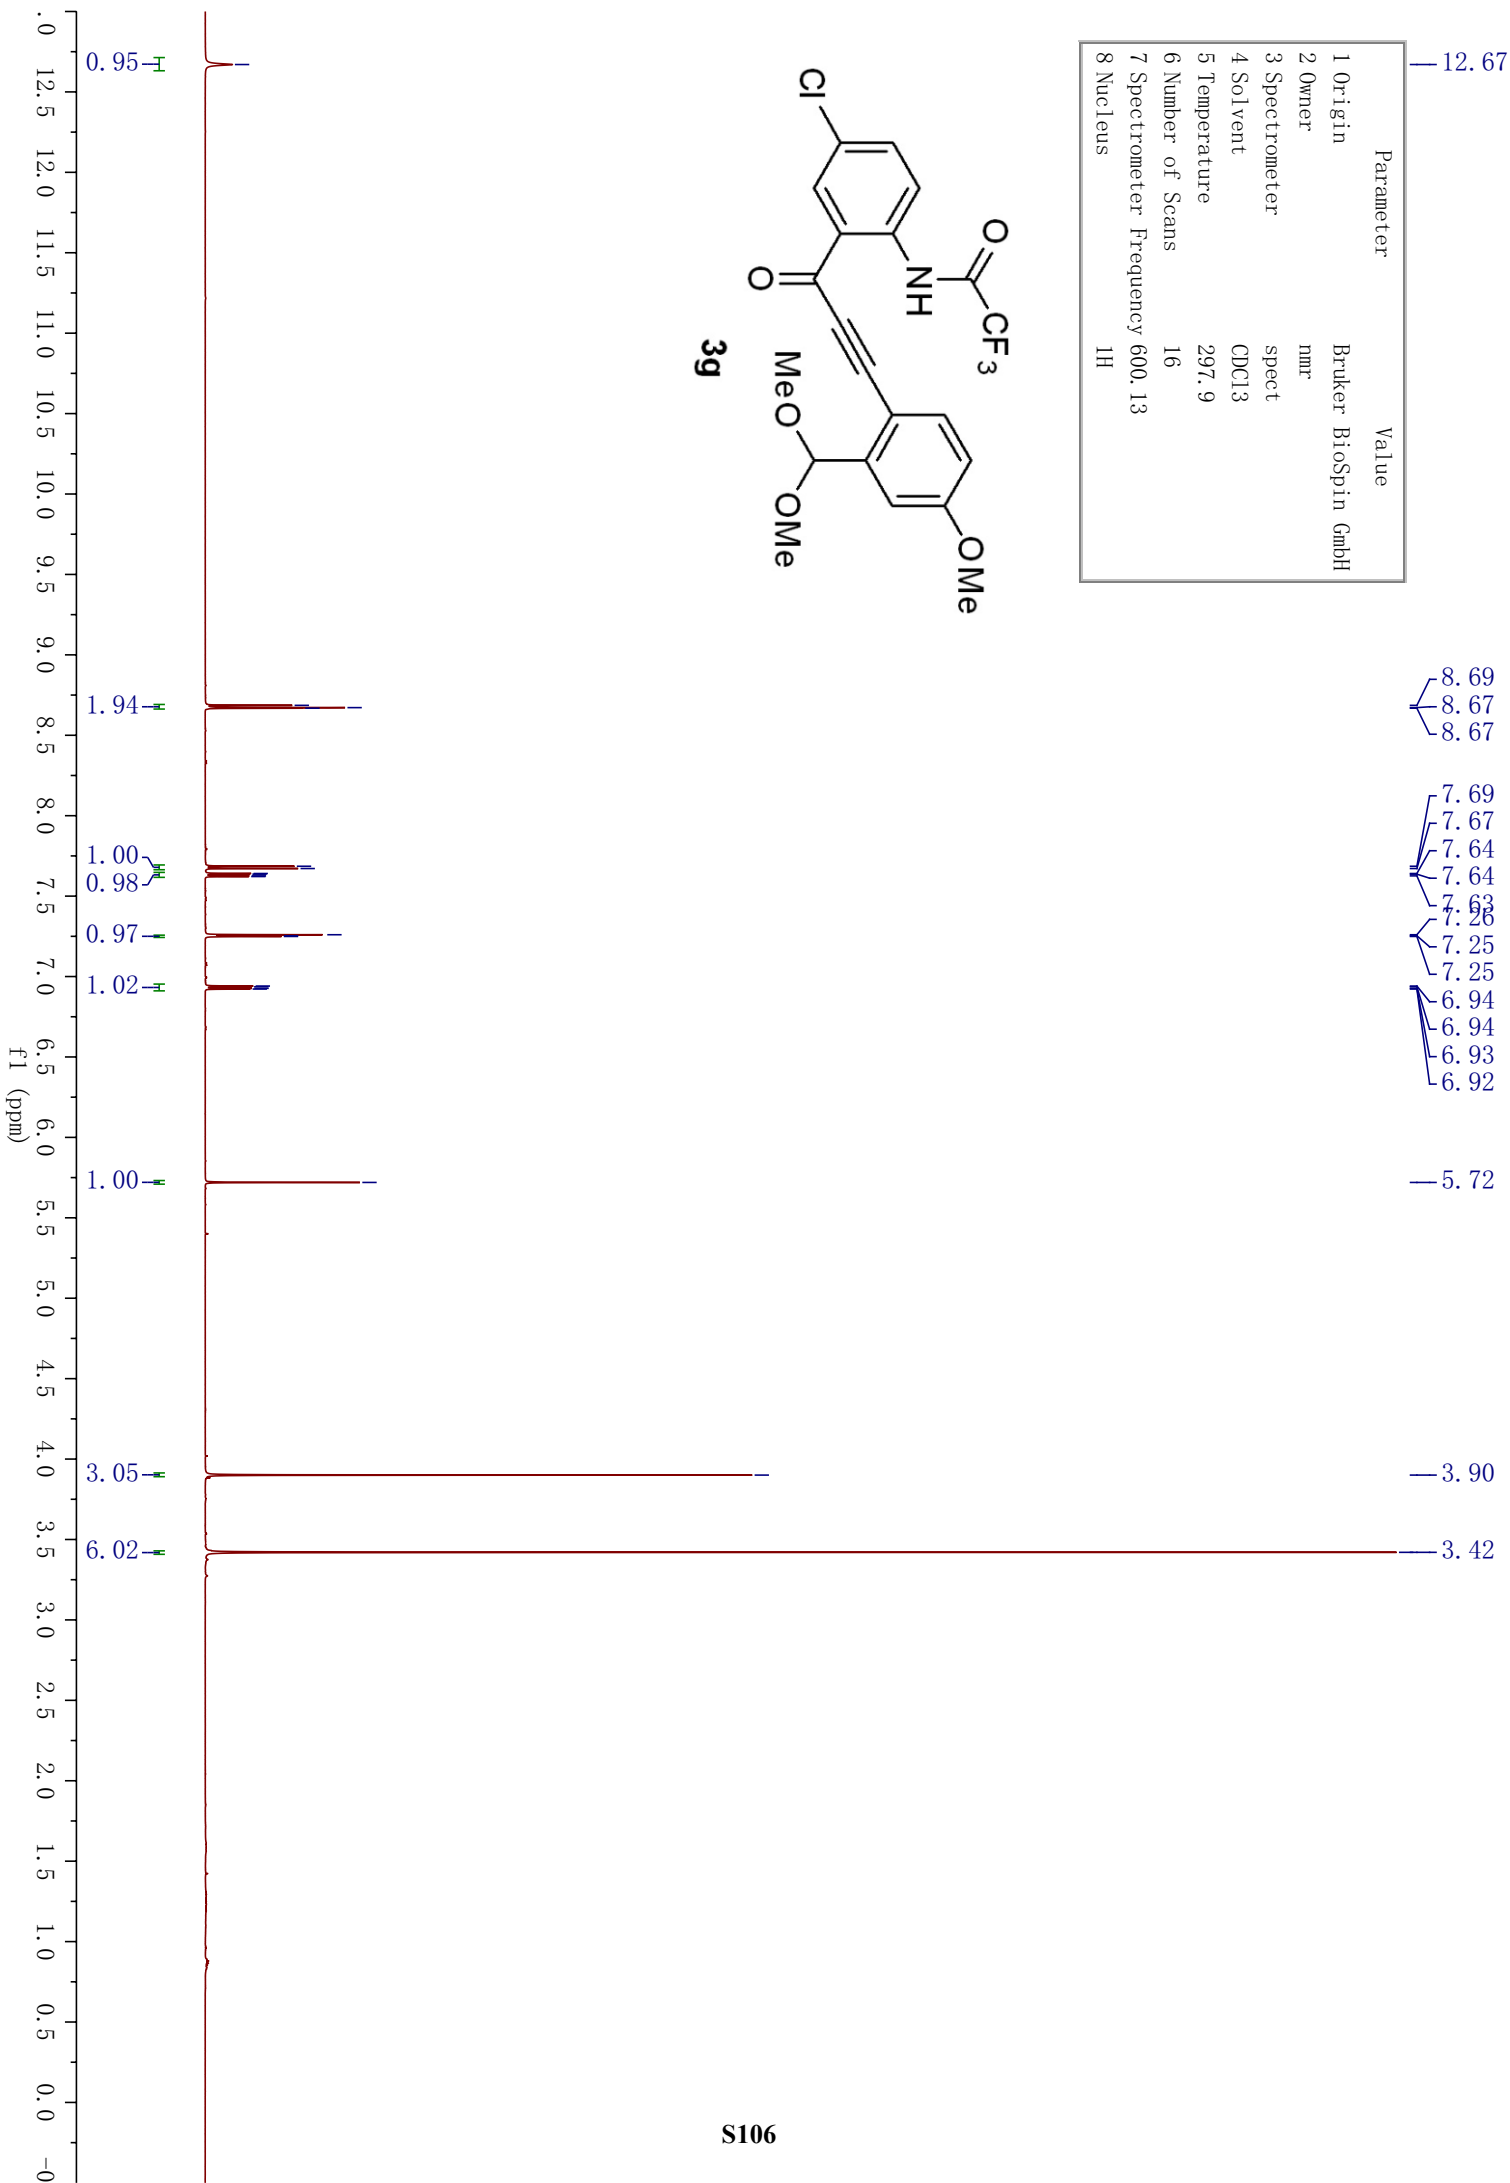 Parameter Value
1 Origin Bruker BioSpin GmbH
2 Owner nmr
3 Spectrometer spect
4 Solvent CDCl3
5 Temperature 297.9
6 Number of Scans 16
7 Spectrometer Frequency 600.13
8 Nucleus 1H
12.67
8.69
8.67
8.67
7.69
7.67
7.64
7.64
7.63
7.26
7.25
7.25
6.94
6.94
6.93
6.92
5.72
3.90
3.42
O
CF3
NH
Cl
O
OMe
MeO
OMe
3g
0.95
1.94
1.00
0.98
0.97
1.02
1.00
3.05
6.02
.0 12.5 12.0 11.5 11.0 10.5 10.0 9.5 9.0 8.5 8.0 7.5 7.0 6.5 6.0 5.5 5.0 4.5 4.0 3.5 3.0 2.5 2.0 1.5 1.0 0.5 0.0 -0
f1 (ppm)
S106